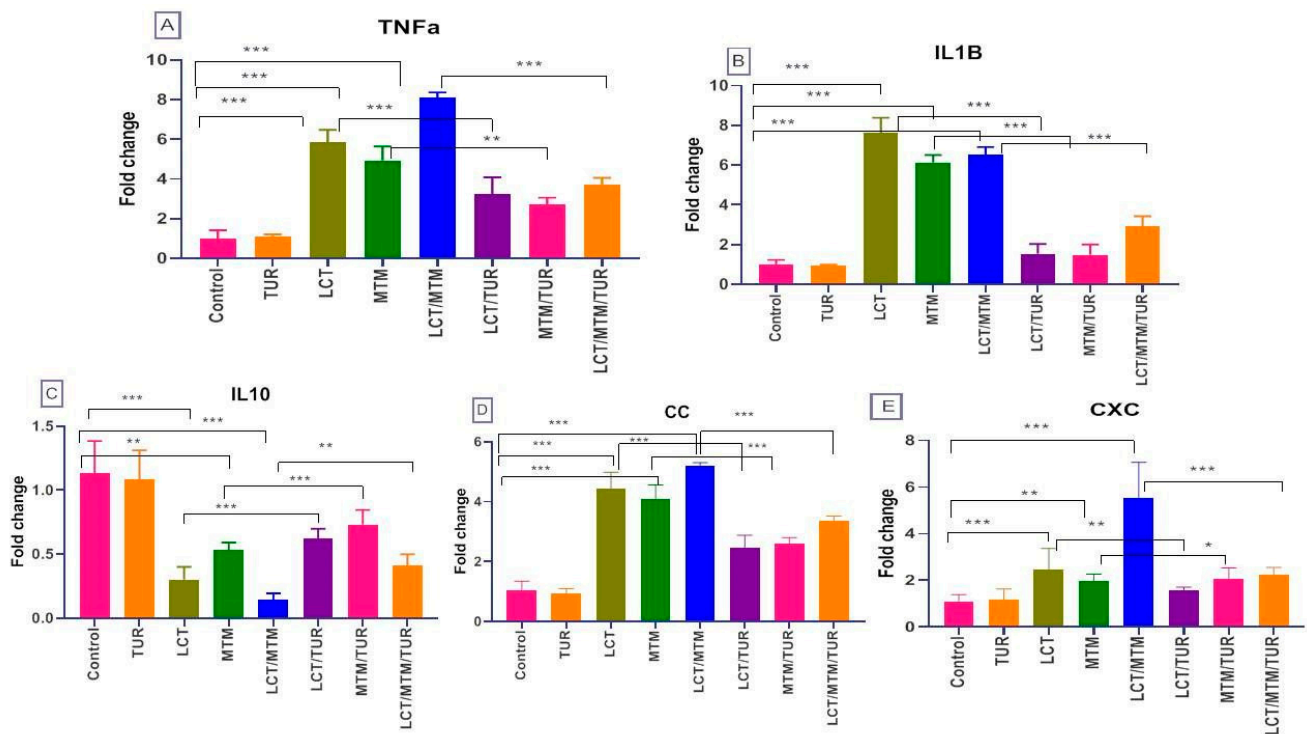 A
TNFa
***
***
***
***
***
**
10
8
6
4
2
0
Fold change
Control
TUR
LCT
MTM
LCT/MTM
LCT/TUR
MTM/TUR
LCT/MTM/TUR
B
IL1B
***
***
***
***
***
***
10
8
6
4
2
0
Fold change
Control
TUR
LCT
MTM
LCT/MTM
LCT/TUR
MTM/TUR
LCT/MTM/TUR
C
IL10
***
***
**
**
***
***
1.5
1.0
0.5
0.0
Fold change
Control
TUR
LCT
MTM
LCT/MTM
LCT/TUR
MTM/TUR
LCT/MTM/TUR
D
CC
***
***
***
***
***
***
6
4
2
0
Fold change
Control
TUR
LCT
MTM
LCT/MTM
LCT/TUR
MTM/TUR
LCT/MTM/TUR
E
CXC
***
***
**
***
**
*
8
6
4
2
0
Fold change
Control
TUR
LCT
MTM
LCT/MTM
LCT/TUR
MTM/TUR
LCT/MTM/TUR